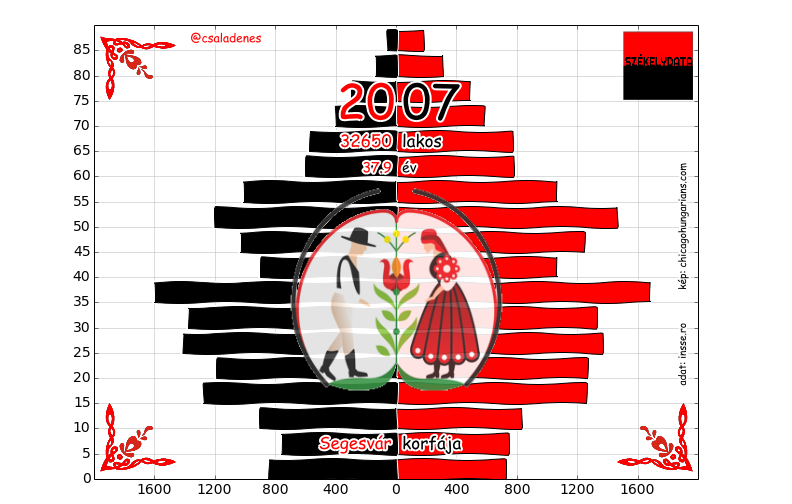 @csaladenes
SZÉKELYDATA
2007
32650 lakos
37.9 év
kép: chicagohungarians.com
adat: insse.ro
Segesvár korfája
85
80
75
70
65
60
55
50
45
40
35
30
25
20
15
10
5
0
1600 1200 800 400 0 400 800 1200 1600